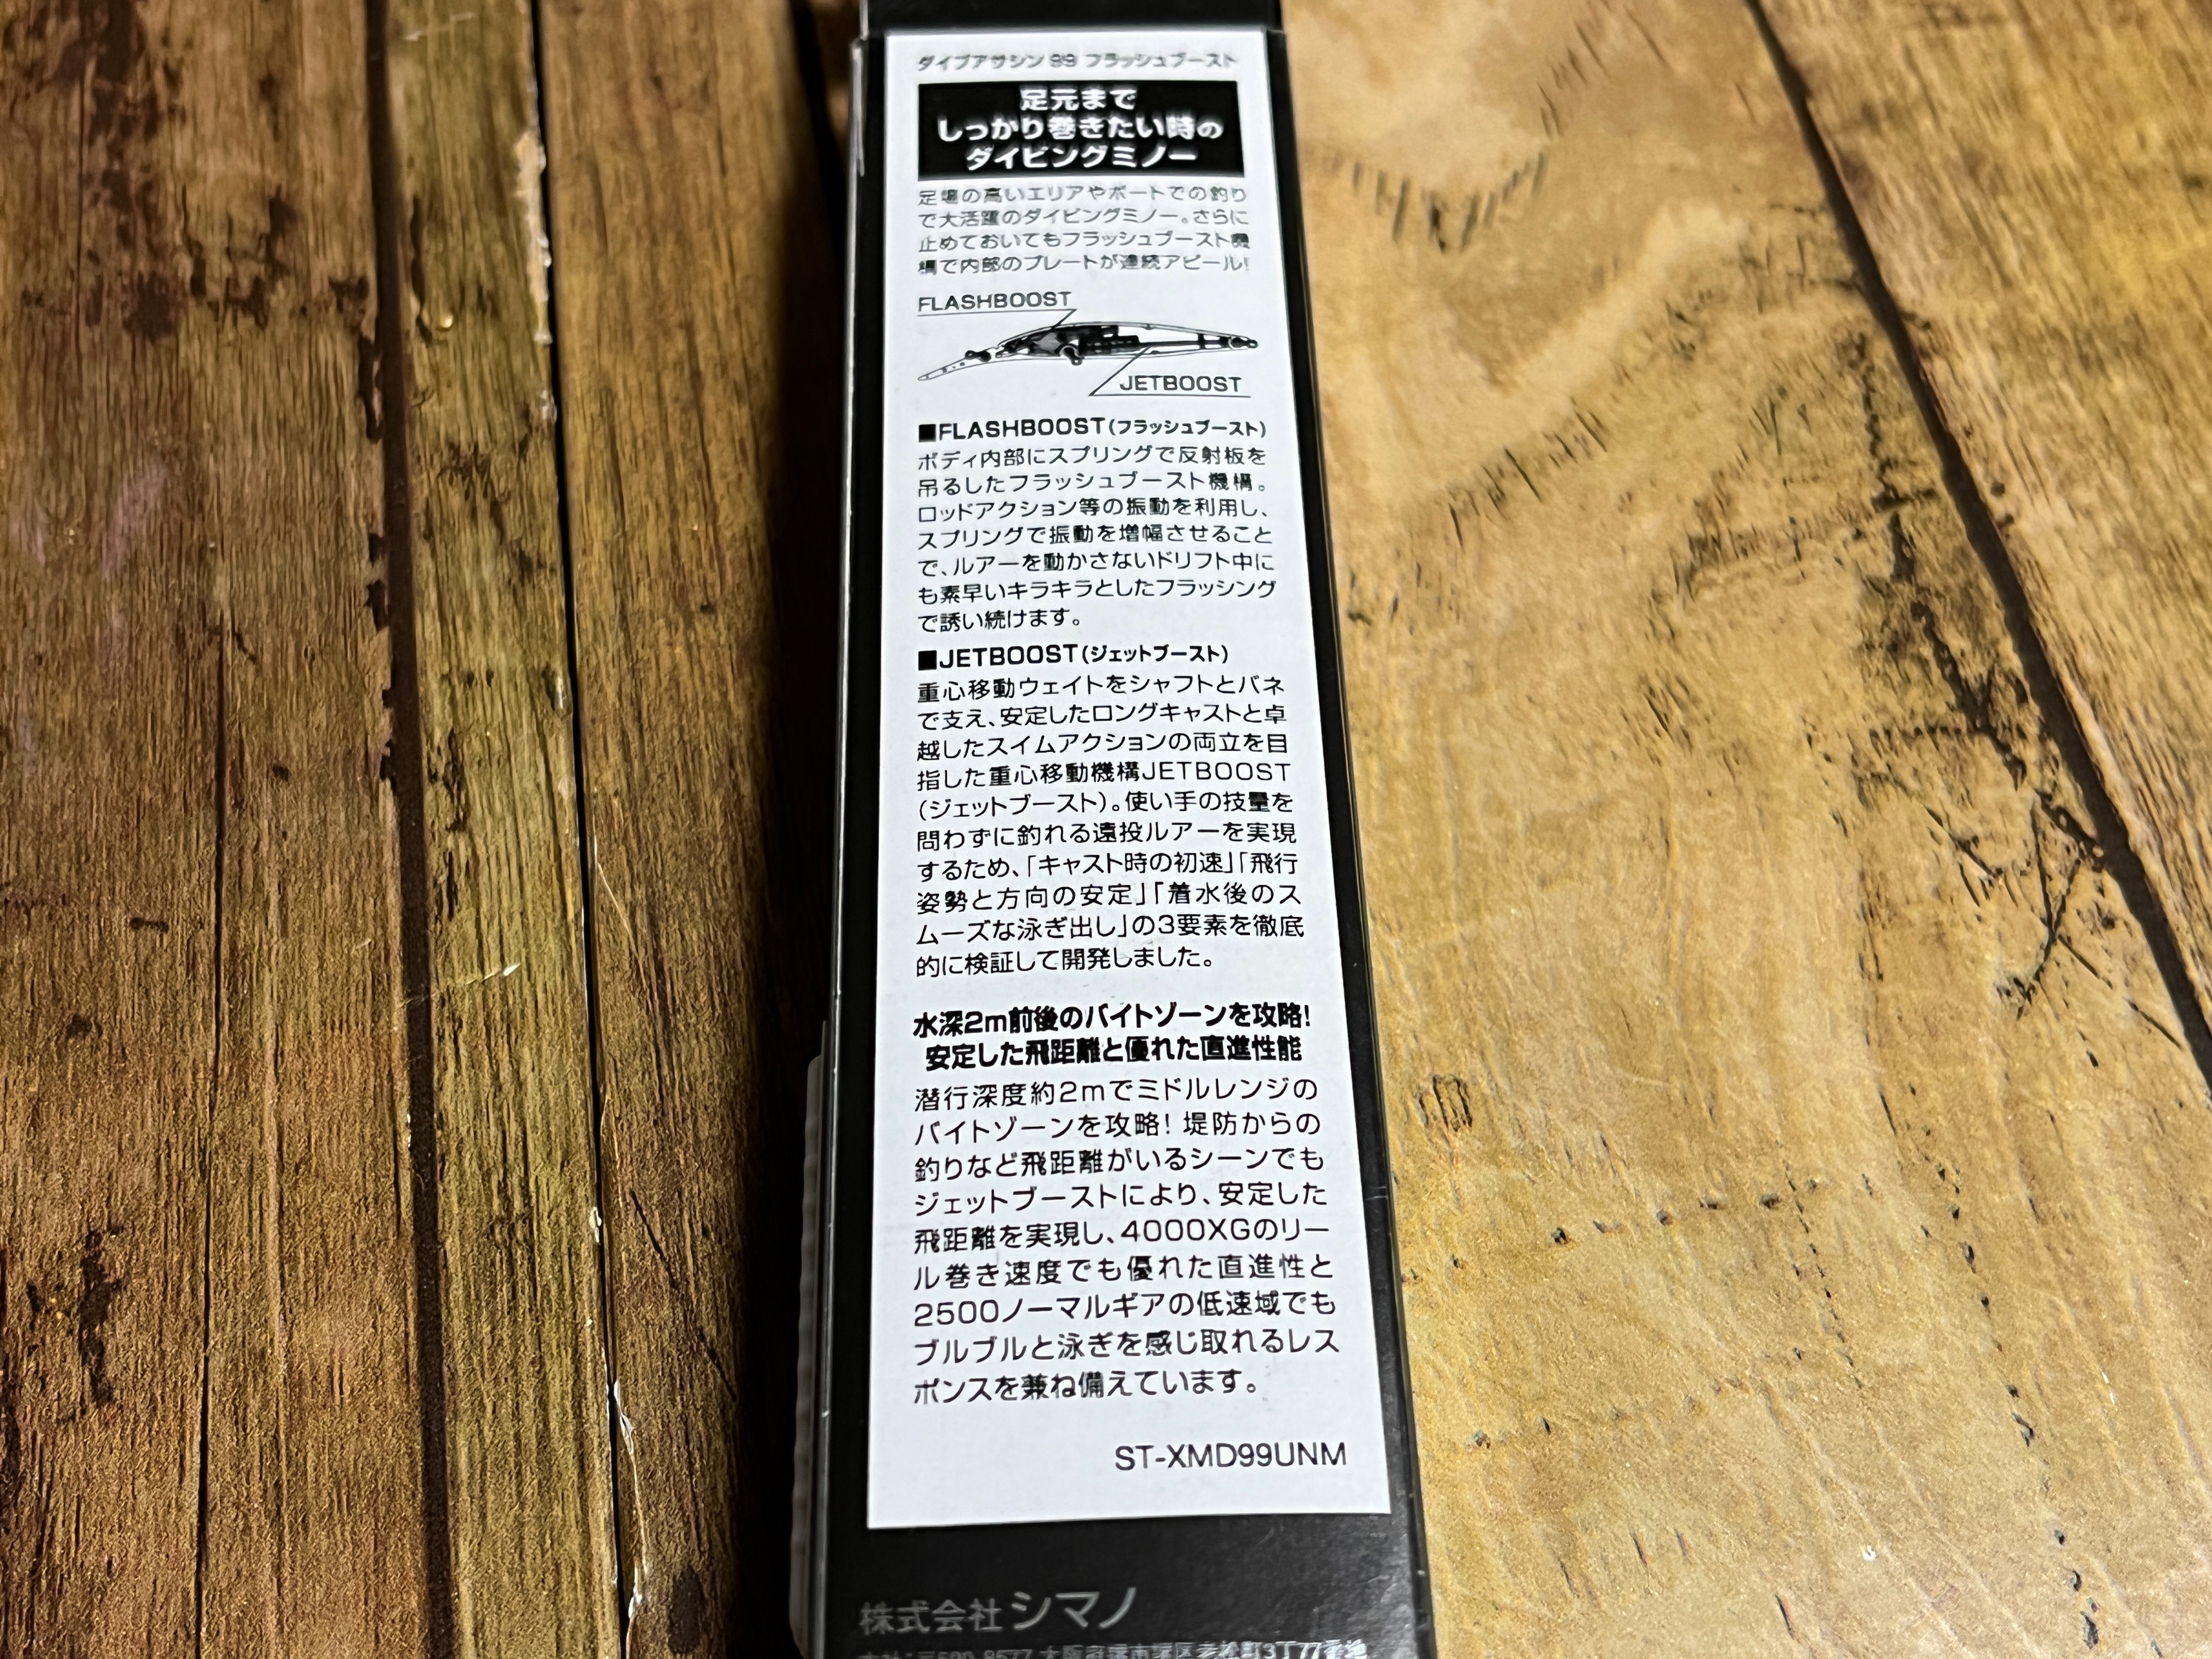 ダイブアサシン 99 フラッシュブースト
足元まで
しっかり巻きたい時の
ダイビングミノー
足場の高いエリアやボートでの釣り
で大活躍のダイビングミノー。さらに
止めておいてもフラッシュブースト機
構で内部のプレートが連続アピール!
FLASHBOOST
JETBOOST
■FLASHBOOST(フラッシュブースト)
ボディ内部にスプリングで反射板を
吊るしたフラッシュブースト機構。
ロッドアクション等の振動を利用し、
スプリングで振動を増幅させること
で、ルアーを動かさないドリフト中に
も素早いキラキラとしたフラッシング
で誘い続けます。
■JETBOOST(ジェットブースト)
重心移動ウェイトをシャフトとバネ
で支え、安定したロングキャストと卓
越したスイムアクションの両立を目
指した重心移動機構JETBOOST
(ジェットブースト)。使い手の技量を
問わずに釣れる遠投ルアーを実現
するため、「キャスト時の初速」「飛行
姿勢と方向の安定」「着水後のス
ムーズな泳ぎ出し」の3要素を徹底
的に検証して開発しました。
水深2m前後のバイトゾーンを攻略!
安定した飛距離と優れた直進性能
潜行深度約2mでミドルレンジの
バイトゾーンを攻略! 堤防からの
釣りなど飛距離がいるシーンでも
ジェットブーストにより、安定した
飛距離を実現し、4000XGのリー
ル巻き速度でも優れた直進性と
2500ノーマルギアの低速域でも
ブルブルと泳ぎを感じ取れるレス
ポンスを兼ね備えています。
ST-XMD99UNM
株式会社シマノ
本社:〒590-8577 大阪府堺市堺区老松町3丁77番地